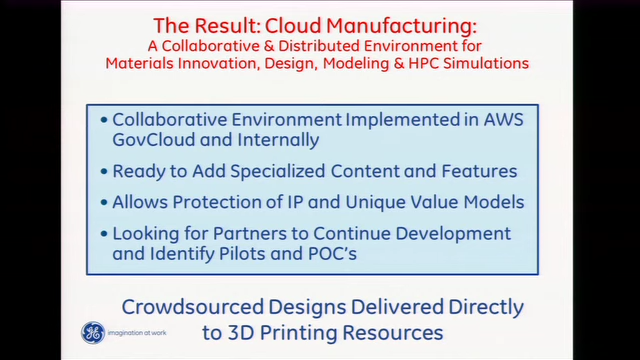 The Result: Cloud Manufacturing:
A Collaborative & Distributed Environment for
Materials Innovation, Design, Modeling & HPC Simulations
• Collaborative Environment Implemented in AWS
GovCloud and Internally
• Ready to Add Specialized Content and Features
• Allows Protection of IP and Unique Value Models
• Looking for Partners to Continue Development
and Identify Pilots and POC's
Crowdsourced Designs Delivered Directly
to 3D Printing Resources
GE imagination at work